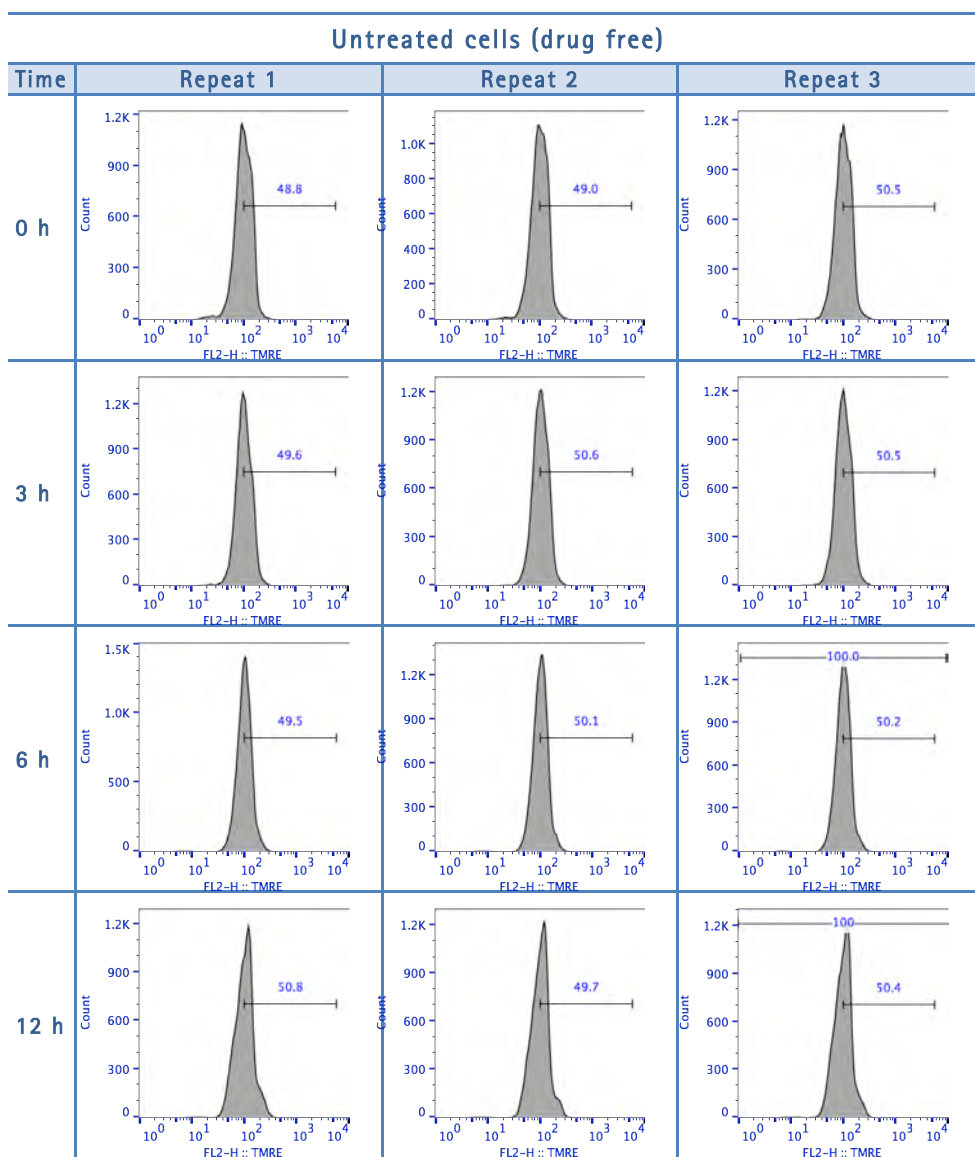 Untreated cells (drug free)
Time Repeat 1 Repeat 2 Repeat 3
0 h
1.2K
900
600
300
0
Count
48.8
10^0 10^1 10^2 10^3 10^4
FL2-H :: TMRE
1.0K
800
600
400
200
0
Count
49.0
10^0 10^1 10^2 10^3 10^4
FL2-H :: TMRE
1.2K
900
600
300
0
Count
50.5
10^0 10^1 10^2 10^3 10^4
FL2-H :: TMRE
3 h
1.2K
900
600
300
0
Count
49.6
10^0 10^1 10^2 10^3 10^4
FL2-H :: TMRE
1.2K
900
600
300
0
Count
50.6
10^0 10^1 10^2 10^3 10^4
FL2-H :: TMRE
1.2K
900
600
300
0
Count
50.5
10^0 10^1 10^2 10^3 10^4
FL2-H :: TMRE
6 h
1.5K
1.0K
500
0
Count
49.5
10^0 10^1 10^2 10^3 10^4
FL2-H :: TMRE
1.2K
900
600
300
0
Count
50.1
10^0 10^1 10^2 10^3 10^4
FL2-H :: TMRE
100.0
1.2K
900
600
300
0
Count
50.2
10^0 10^1 10^2 10^3 10^4
FL2-H :: TMRE
12 h
1.2K
900
600
300
0
Count
50.8
10^0 10^1 10^2 10^3 10^4
FL2-H :: TMRE
1.2K
900
600
300
0
Count
49.7
10^0 10^1 10^2 10^3 10^4
FL2-H :: TMRE
100
1.2K
900
600
300
0
Count
50.4
10^0 10^1 10^2 10^3 10^4
FL2-H :: TMRE